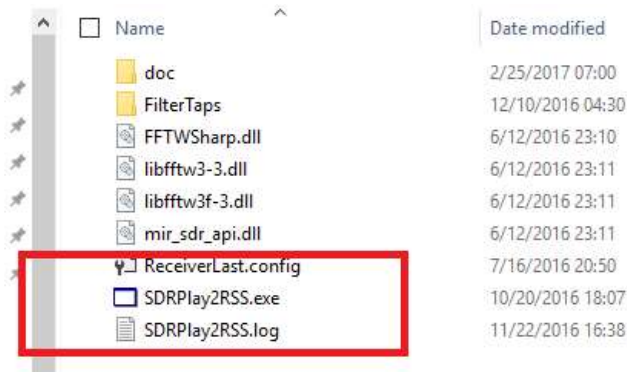 Name Date modified
doc 2/25/2017 07:00
FilterTaps 12/10/2016 04:30
FFTWSharp.dll 6/12/2016 23:10
libfftw3-3.dll 6/12/2016 23:11
libfftw3f-3.dll 6/12/2016 23:11
mir_sdr_api.dll 6/12/2016 23:11
ReceiverLast.config 7/16/2016 20:50
SDRPlay2RSS.exe 10/20/2016 18:07
SDRPlay2RSS.log 11/22/2016 16:38